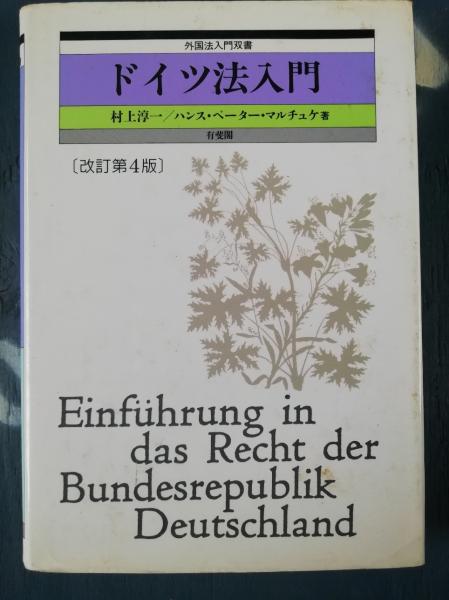 外国法入門双書
ドイツ法入門
村上淳一/ハンス・ペーター・マルチュケ著
有斐閣
〔改訂第4版〕
Einführung in
das Recht der
Bundesrepublik
Deutschland